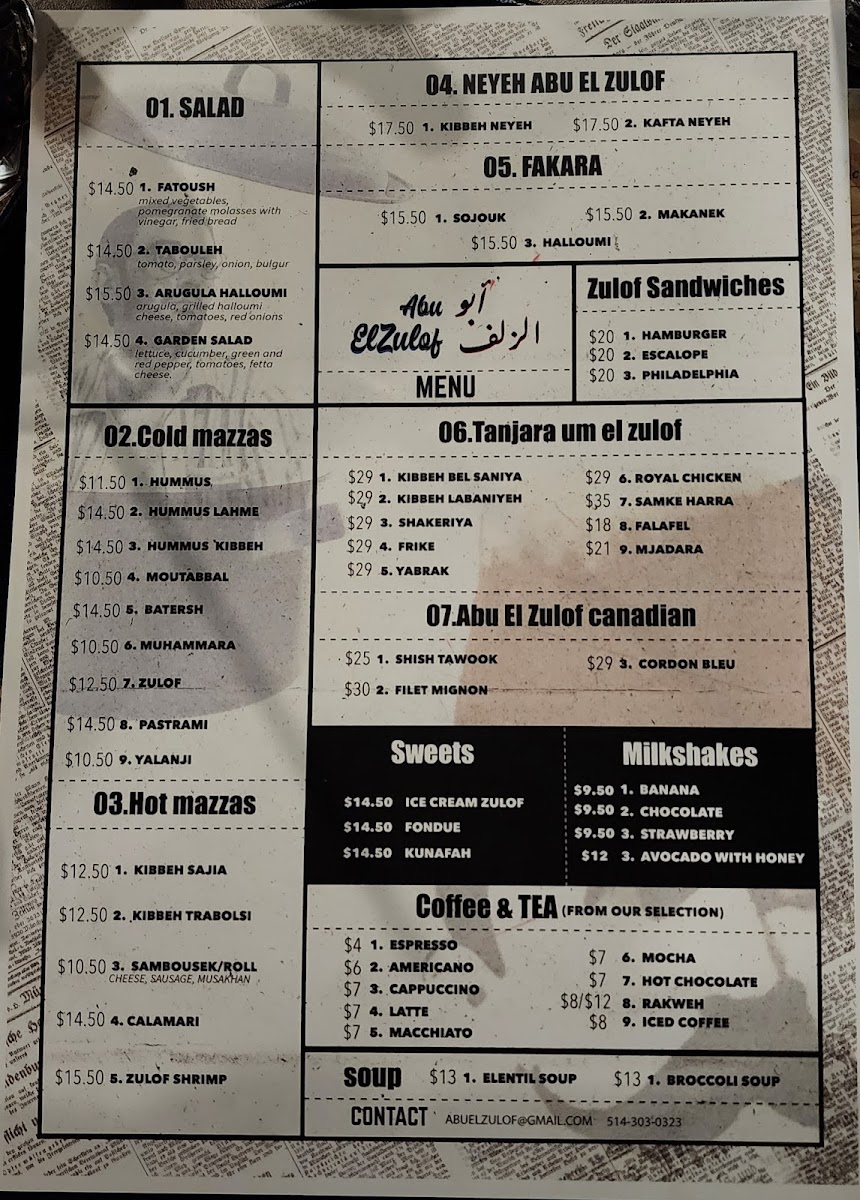 01. SALAD
$14.50 1. FATOUSH
mixed vegetables,
pomegranate molasses with
vinegar, fried bread
$14.50 2. TABOULEH
tomato, parsley, onion, bulgur
$15.50 3. ARUGULA HALLOUMI
arugula, grilled halloumi
cheese, tomatoes, red onions
$14.50 4. GARDEN SALAD
lettuce, cucumber, green and
red pepper, tomatoes, fetta
cheese.
02.Cold mazzas
$11.50 1. HUMMUS
$14.50 2. HUMMUS LAHME
$14.50 3. HUMMUS KIBBEH
$10.50 4. MOUTABBAL
$14.50 5. BATERSH
$10.50 6. MUHAMMARA
$12.50 7. ZULOF
$14.50 8. PASTRAMI
$10.50 9. YALANJI
03.Hot mazzas
$12.50 1. KIBBEH SAJIA
$12.50 2. KIBBEH TRABOLSI
$10.50 3. SAMBOUSEK/ROLL
CHEESE, SAUSAGE, MUSAKHAN
$14.50 4. CALAMARI
$15.50 5. ZULOF SHRIMP
04. NEYEH ABU EL ZULOF
$17.50 1. KIBBEH NEYEH
$17.50 2. KAFTA NEYEH
05. FAKARA
$15.50 1. SOJOUK
$15.50 2. MAKANEK
$15.50 3. HALLOUMI
Abu أبو
ElZulof الزلف
MENU
Zulof Sandwiches
$20 1. HAMBURGER
$20 2. ESCALOPE
$20 3. PHILADELPHIA
06.Tanjara um el zulof
$29 1. KIBBEH BEL SANIYA
$29 2. KIBBEH LABANIYEH
$29 3. SHAKERIYA
$29 4. FRIKE
$29 5. YABRAK
$29 6. ROYAL CHICKEN
$35 7. SAMKE HARRA
$18 8. FALAFEL
$21 9. MJADARA
07.Abu El Zulof canadian
$25 1. SHISH TAWOOK
$30 2. FILET MIGNON
$29 3. CORDON BLEU
Sweets
$14.50 ICE CREAM ZULOF
$14.50 FONDUE
$14.50 KUNAFAH
Milkshakes
$9.50 1. BANANA
$9.50 2. CHOCOLATE
$9.50 3. STRAWBERRY
$12 3. AVOCADO WITH HONEY
Coffee & TEA (FROM OUR SELECTION)
$4 1. ESPRESSO
$6 2. AMERICANO
$7 3. CAPPUCCINO
$7 4. LATTE
$7 5. MACCHIATO
$7 6. MOCHA
$7 7. HOT CHOCOLATE
$8/$12 8. RAKWEH
$8 9. ICED COFFEE
soup $13 1. ELENTIL SOUP $13 1. BROCCOLI SOUP
CONTACT ABUELZULOF@GMAIL.COM 514-303-0323